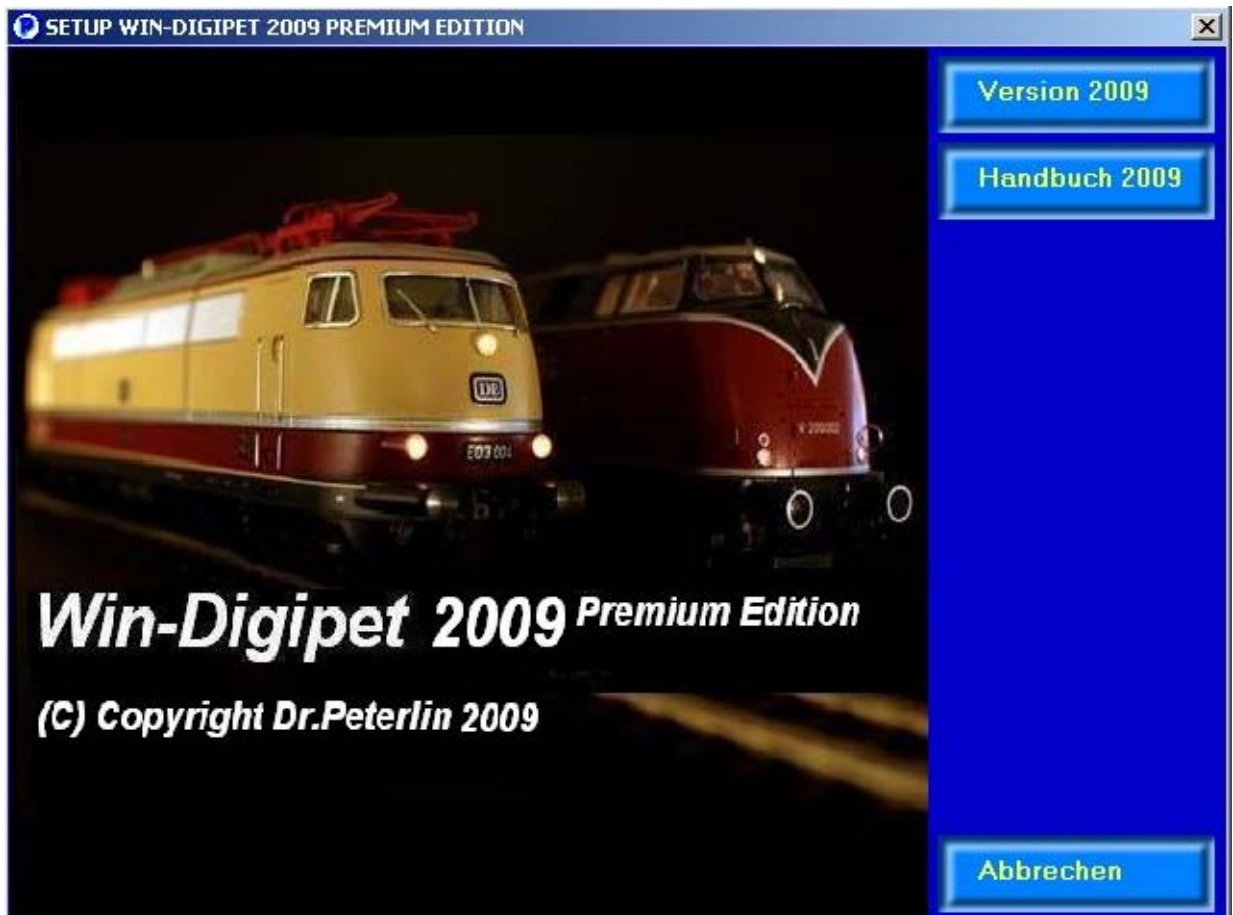 SETUP WIN-DIGIPET 2009 PREMIUM EDITION
Version 2009
Handbuch 2009
DB
E03 004
V 200002
Win-Digipet 2009 Premium Edition
(C) Copyright Dr.Peterlin 2009
Abbrechen